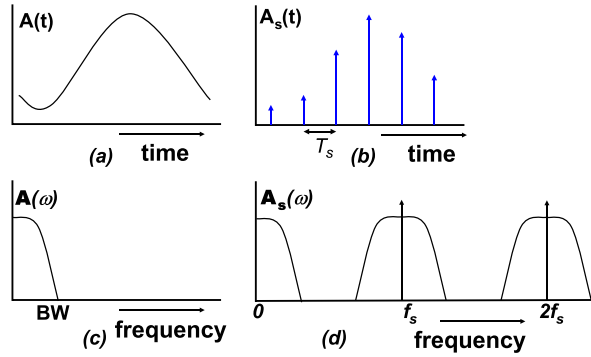 A(t)
(a)
time
Aₛ(t)
Tₛ
(b)
time
A(ω)
BW
(c)
frequency
Aₛ(ω)
0
fₛ
2fₛ
(d)
frequency